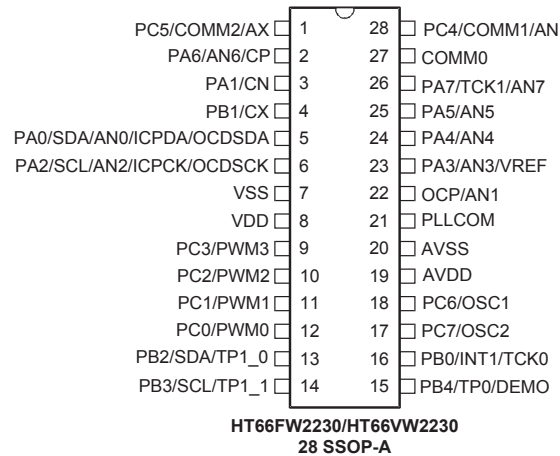 PC5/COMM2/AX 1 28 PC4/COMM1/AN
PA6/AN6/CP 2 27 COMM0
PA1/CN 3 26 PA7/TCK1/AN7
PB1/CX 4 25 PA5/AN5
PA0/SDA/AN0/ICPDA/OCDSDA 5 24 PA4/AN4
PA2/SCL/AN2/ICPCK/OCDSCK 6 23 PA3/AN3/VREF
VSS 7 22 OCP/AN1
VDD 8 21 PLLCOM
PC3/PWM3 9 20 AVSS
PC2/PWM2 10 19 AVDD
PC1/PWM1 11 18 PC6/OSC1
PC0/PWM0 12 17 PC7/OSC2
PB2/SDA/TP1_0 13 16 PB0/INT1/TCK0
PB3/SCL/TP1_1 14 15 PB4/TP0/DEMO
HT66FW2230/HT66VW2230
28 SSOP-A